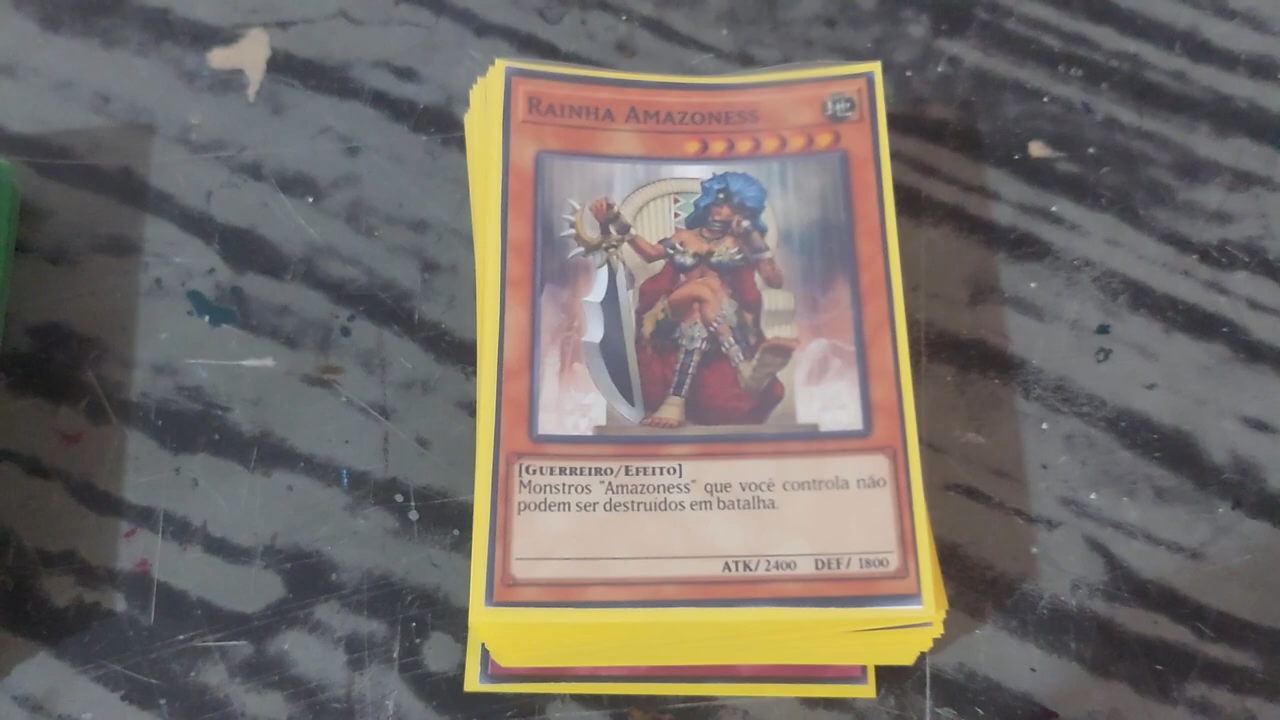 RAINHA AMAZONESS
[GUERREIRO/EFEITO]
Monstros "Amazoness" que você controla não
podem ser destruídos em batalha.
ATK/2400 DEF/1800